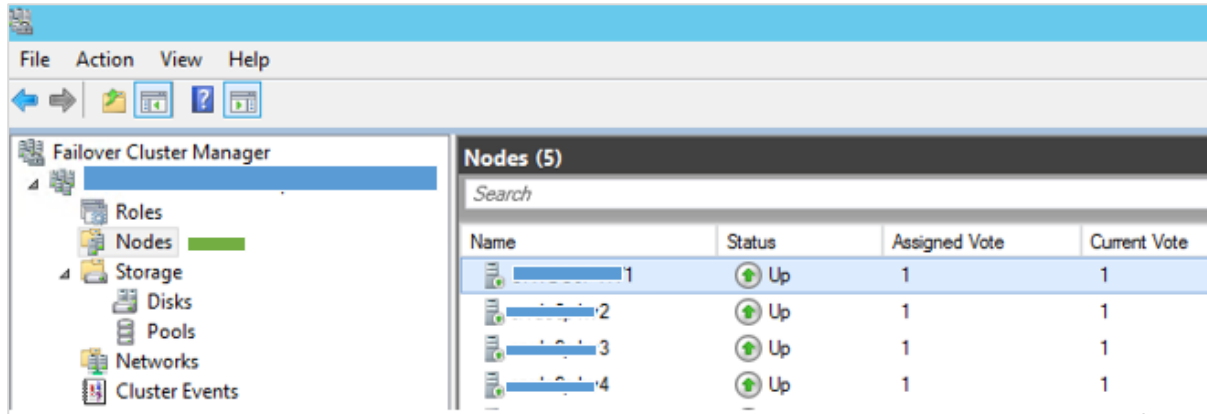 File Action View Help
Failover Cluster Manager
Roles
Nodes
Storage
Disks
Pools
Networks
Cluster Events
Nodes (5)
Search
Name Status Assigned Vote Current Vote
1 Up 1 1
2 Up 1 1
3 Up 1 1
4 Up 1 1